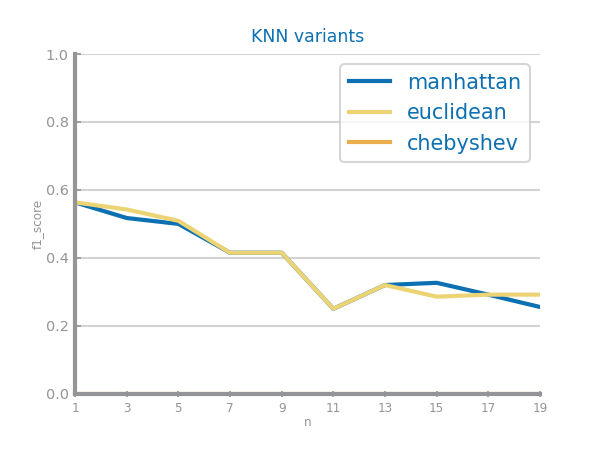 KNN variants
manhattan
euclidean
chebyshev
f1_score
1.0
0.8
0.6
0.4
0.2
0.0
1 3 5 7 9 11 13 15 17 19
n